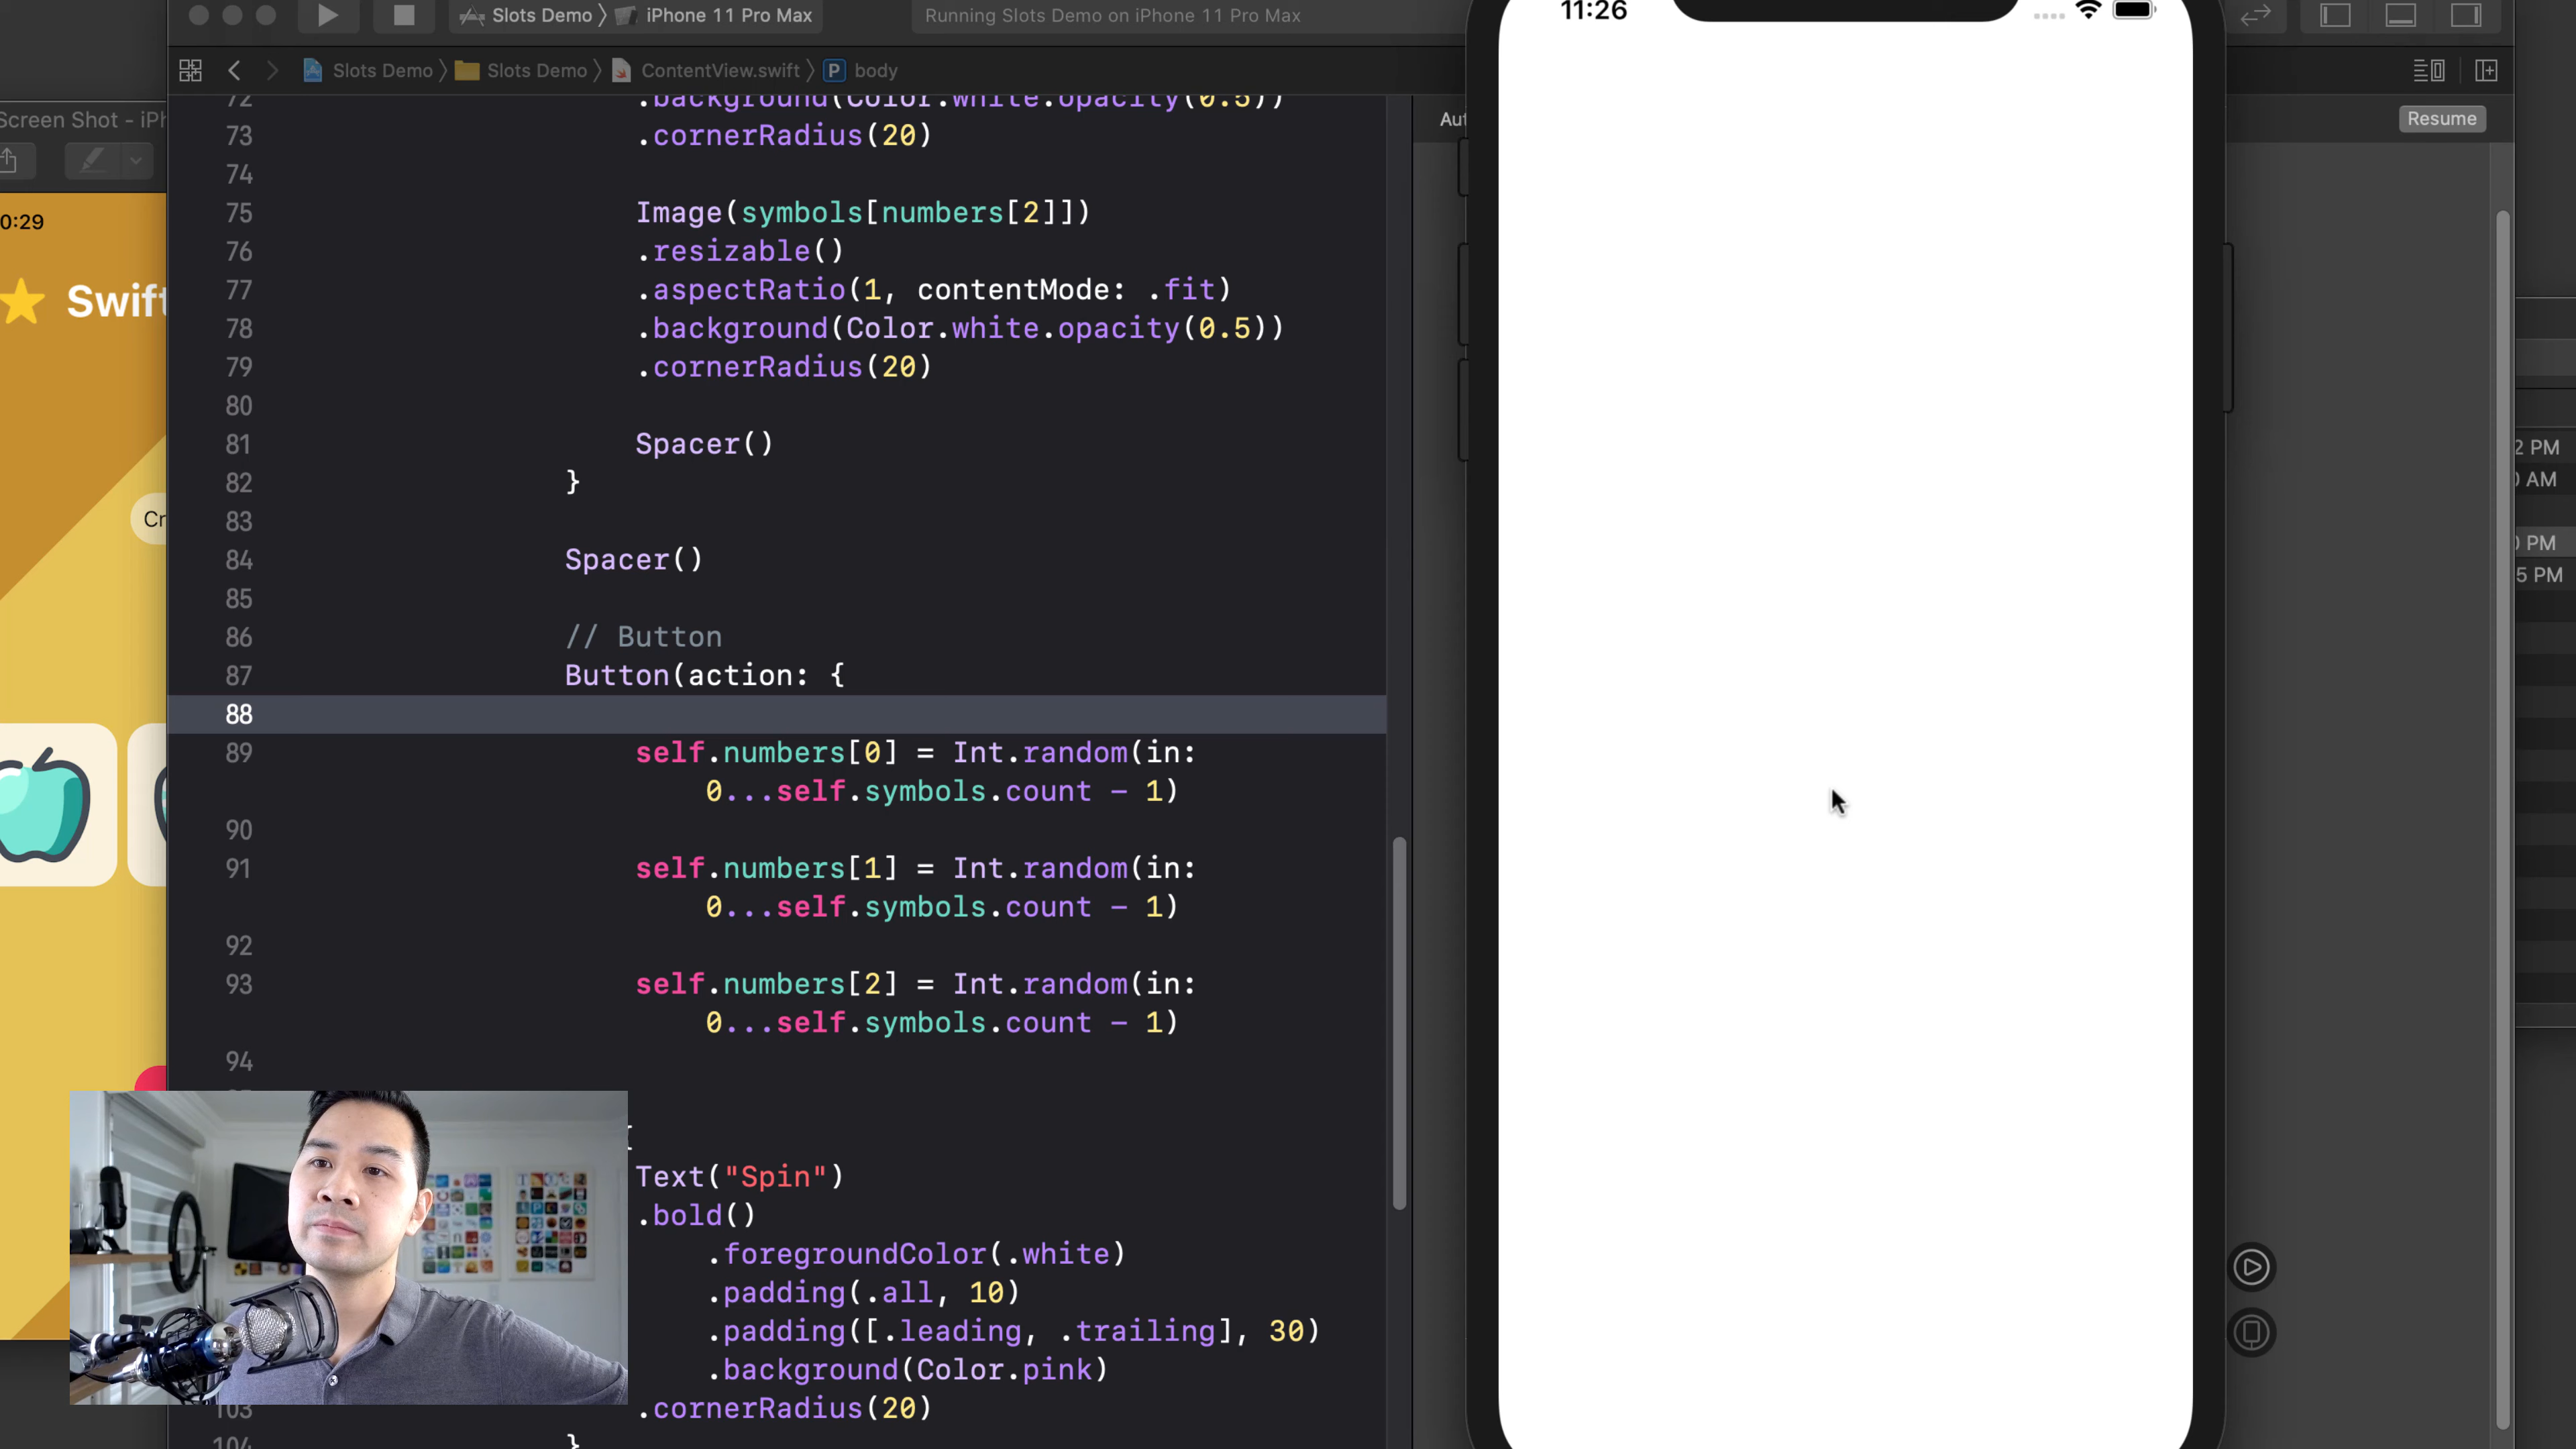 Slots Demo iPhone 11 Pro Max
Running Slots Demo on iPhone 11 Pro Max
11:26
Slots Demo Slots Demo ContentView.swift P body
Screen Shot - iPh
Resume
0:29
Swift
Cr
72 .background(Color.white.opacity(0.5))
73 .cornerRadius(20)
74
75 Image(symbols[numbers[2]])
76 .resizable()
77 .aspectRatio(1, contentMode: .fit)
78 .background(Color.white.opacity(0.5))
79 .cornerRadius(20)
80
81 Spacer()
82 }
83
84 Spacer()
85
86 // Button
87 Button(action: {
88
89 self.numbers[0] = Int.random(in:
0...self.symbols.count - 1)
90
91 self.numbers[1] = Int.random(in:
0...self.symbols.count - 1)
92
93 self.numbers[2] = Int.random(in:
0...self.symbols.count - 1)
94
Text("Spin")
.bold()
.foregroundColor(.white)
.padding(.all, 10)
.padding([.leading, .trailing], 30)
.background(Color.pink)
103 .cornerRadius(20)
104 }
2 PM
AM
PM
5 PM